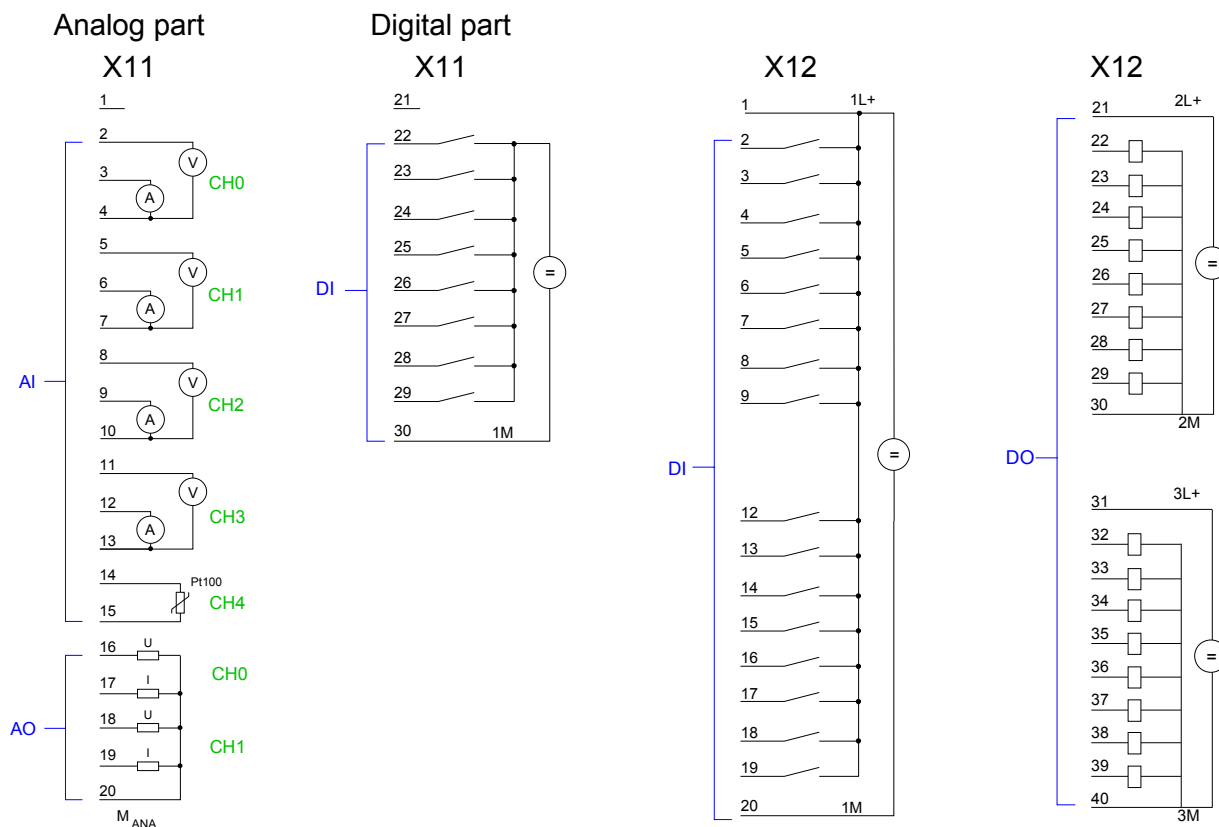 Analog part
X11
1
2
V
3
A
CH0
4
5
V
6
A
CH1
7
8
V
9
A
CH2
10
11
V
12
A
CH3
13
14
Pt100
CH4
15
AI
16
U
CH0
17
I
18
U
CH1
19
I
20
M ANA
AO
Digital part
X11
21
22
23
24
25
26
27
28
29
30
1M
=
DI
X12
1
1L+
2
3
4
5
6
7
8
9
12
13
14
15
16
17
18
19
20
1M
=
DI
X12
21
2L+
22
23
24
25
26
27
28
29
30
2M
=
DO
31
3L+
32
33
34
35
36
37
38
39
40
3M
=